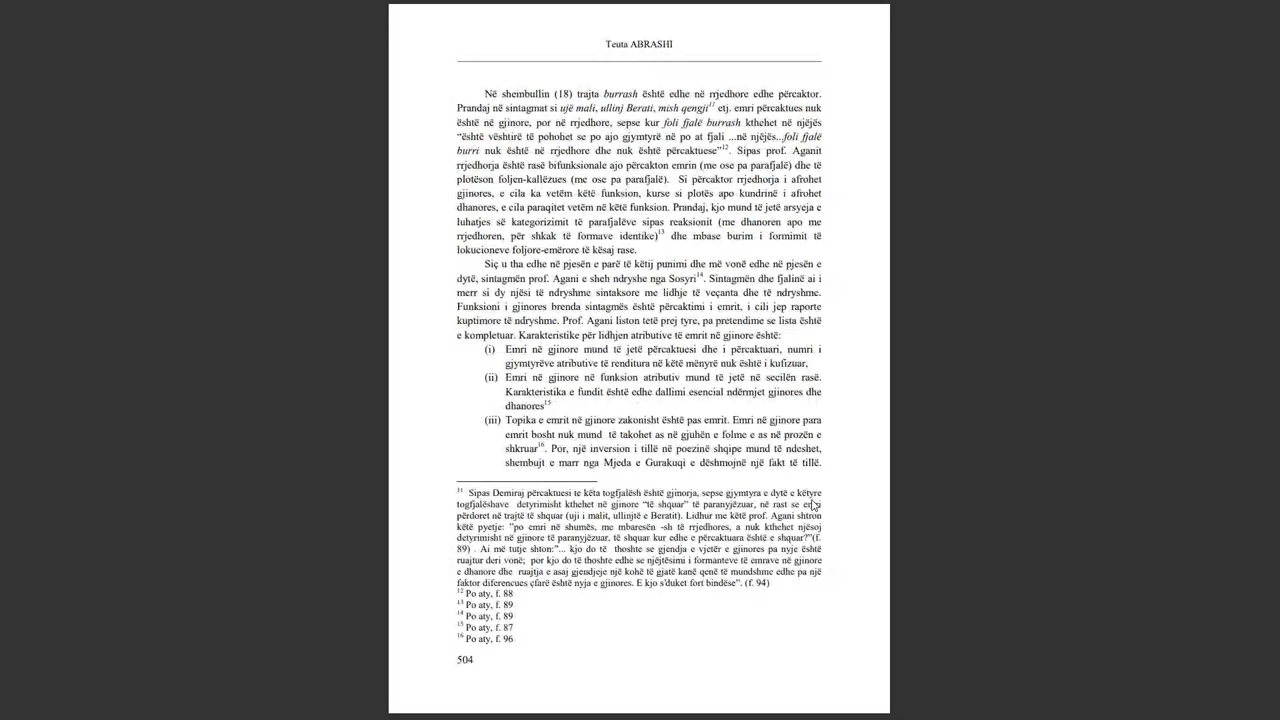 Teuta ABRASHI
Në shembullin (18) trajta burrash është edhe në rrjedhore edhe përcaktor.
Prandaj në sintagmat si ujë mali, ullinj Berati, mish qengji11 etj. emri përcaktues nuk
është në gjinore, por në rrjedhore, sepse kur foli fjalë burrash kthehet në njëjës
“është vështirë të pohohet se po ajo gjymtyrë në po at fjali ...në njëjës...foli fjalë
burri nuk është në rrjedhore dhe nuk është përcaktuese”12. Sipas prof. Aganit
rrjedhorja është rasë bifunksionale ajo përcakton emrin (me ose pa parafjalë) dhe të
plotëson foljen-kallëzues (me ose pa parafjalë). Si përcaktor rrjedhorja i afrohet
gjinores, e cila ka vetëm këtë funksion, kurse si plotës apo kundrinë i afrohet
dhanores, e cila paraqitet vetëm në këtë funksion. Prandaj, kjo mund të jetë arsyeja e
luhatjes së kategorizimit të parafjalëve sipas reaksionit (me dhanoren apo me
rrjedhoren, për shkak të formave identike)13 dhe mbase burim i formimit të
lokucioneve foljore-emërore të kësaj rase.
Siç u tha edhe në pjesën e parë të këtij punimi dhe më vonë edhe në pjesën e
dytë, sintagmën prof. Agani e sheh ndryshe nga Sosyri14. Sintagmën dhe fjalinë ai i
merr si dy njësi të ndryshme sintaksore me lidhje të veçanta dhe të ndryshme.
Funksioni i gjinores brenda sintagmës është përcaktimi i emrit, i cili jep raporte
kuptimore të ndryshme. Prof. Agani liston tetë prej tyre, pa pretendime se lista është
e kompletuar. Karakteristike për lidhjen atributive të emrit në gjinore është:
(i) Emri në gjinore mund të jetë përcaktuesi dhe i përcaktuari, numri i
gjymtyrëve atributive të renditura në këtë mënyrë nuk është i kufizuar,
(ii) Emri në gjinore në funksion atributiv mund të jetë në secilën rasë.
Karakteristika e fundit është edhe dallimi esencial ndërmjet gjinores dhe
dhanores15
(iii) Topika e emrit në gjinore zakonisht është pas emrit. Emri në gjinore para
emrit bosht nuk mund të takohet as në gjuhën e folme e as në prozën e
shkruar16. Por, një inversion i tillë në poezinë shqipe mund të ndeshet,
shembujt e marr nga Mjeda e Gurakuqi e dëshmojnë një fakt të tillë.
11 Sipas Demiraj përcaktuesi te këta togfjalësh është gjinorja, sepse gjymtyra e dytë e këtyre
togfjalëshave detyrimisht kthehet në gjinore “të shquar” të paranyjëzuar, në rast se emri
përdoret në trajtë të shquar (uji i malit, ullinjtë e Beratit). Lidhur me këtë prof. Agani shtron
këtë pyetje: ”po emri në shumës, me mbaresën -sh të rrjedhores, a nuk kthehet njësoj
detyrimisht në gjinore të paranyjëzuar, të shquar kur edhe e përcaktuara është e shquar?”(f.
89) . Ai më tutje shton:”... kjo do të thoshte se gjendja e vjetër e gjinores pa nyje është
ruajtur deri vonë; por kjo do të thoshte edhe se njëjtësimi i formanteve të emrave në gjinore
e dhanore dhe ruajtja e asaj gjendjeje një kohë të gjatë kanë qenë të mundshme edhe pa një
faktor diferencues çfarë është nyja e gjinores. E kjo s’duket fort bindëse”. (f. 94)
12 Po aty, f. 88
13 Po aty, f. 89
14 Po aty, f. 89
15 Po aty, f. 87
16 Po aty, f. 96
504